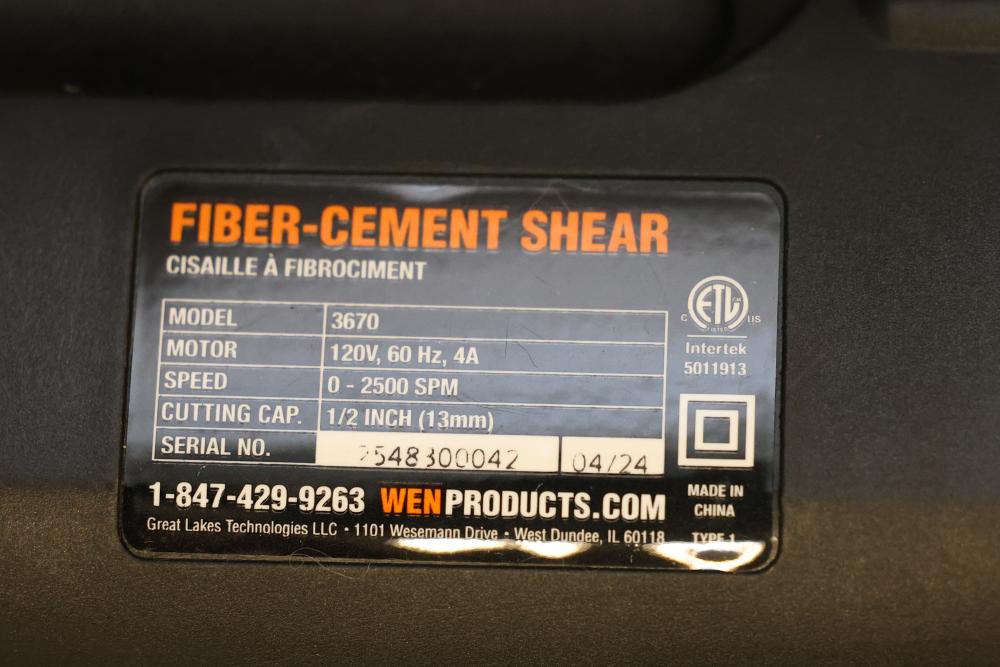 FIBER-CEMENT SHEAR
CISAILLE À FIBROCIMENT
MODEL 3670
MOTOR 120V, 60 Hz, 4A
SPEED 0 - 2500 SPM
CUTTING CAP. 1/2 INCH (13mm)
SERIAL NO. 04/24
1-847-429-9263 WENPRODUCTS.COM
Great Lakes Technologies LLC • 1101 Wesemann Drive • West Dundee, IL 60118
ETL
C US
LISTED
Intertek
5011913
MADE IN
CHINA
TYPE 1